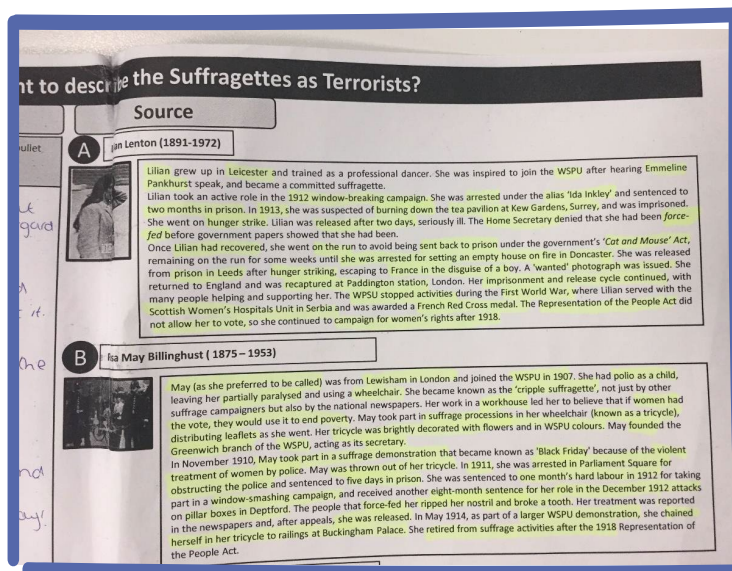 nt to describe the Suffragettes as Terrorists?
Source
ullet
A
ian Lenton (1891-1972)
Lilian grew up in Leicester and trained as a professional dancer. She was inspired to join the WSPU after hearing Emmeline
Pankhurst speak, and became a committed suffragette.
Lilian took an active role in the 1912 window-breaking campaign. She was arrested under the alias 'Ida Inkley' and sentenced to
two months in prison. In 1913, she was suspected of burning down the tea pavilion at Kew Gardens, Surrey, and was imprisoned.
She went on hunger strike. Lilian was released after two days, seriously ill. The Home Secretary denied that she had been force-
fed before government papers showed that she had been.
Once Lilian had recovered, she went on the run to avoid being sent back to prison under the government's 'Cat and Mouse' Act,
remaining on the run for some weeks until she was arrested for setting an empty house on fire in Doncaster. She was released
from prison in Leeds after hunger striking, escaping to France in the disguise of a boy. A 'wanted' photograph was issued. She
returned to England and was recaptured at Paddington station, London. Her imprisonment and release cycle continued, with
many people helping and supporting her. The WPSU stopped activities during the First World War, where Lilian served with the
Scottish Women's Hospitals Unit in Serbia and was awarded a French Red Cross medal. The Representation of the People Act did
not allow her to vote, so she continued to campaign for women's rights after 1918.
gard
it.
the
B
sa May Billinghust ( 1875 – 1953)
May (as she preferred to be called) was from Lewisham in London and joined the WSPU in 1907. She had polio as a child,
leaving her partially paralysed and using a wheelchair. She became known as the 'cripple suffragette', not just by other
suffrage campaigners but also by the national newspapers. Her work in a workhouse led her to believe that if women had
the vote, they would use it to end poverty. May took part in suffrage processions in her wheelchair (known as a tricycle),
distributing leaflets as she went. Her tricycle was brightly decorated with flowers and in WSPU colours. May founded the
Greenwich branch of the WSPU, acting as its secretary.
In November 1910, May took part in a suffrage demonstration that became known as 'Black Friday' because of the violent
treatment of women by police. May was thrown out of her tricycle. In 1911, she was arrested in Parliament Square for
obstructing the police and sentenced to five days in prison. She was sentenced to one month's hard labour in 1912 for taking
part in a window-smashing campaign, and received another eight-month sentence for her role in the December 1912 attacks
on pillar boxes in Deptford. The people that force-fed her ripped her nostril and broke a tooth. Her treatment was reported
in the newspapers and, after appeals, she was released. In May 1914, as part of a larger WSPU demonstration, she chained
herself in her tricycle to railings at Buckingham Palace. She retired from suffrage activities after the 1918 Representation of
the People Act.
nd
ay!